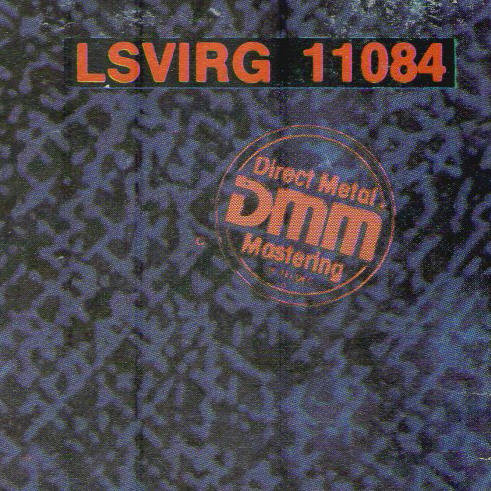 LSVIRG 11084
Direct Metal
DMM
Mastering